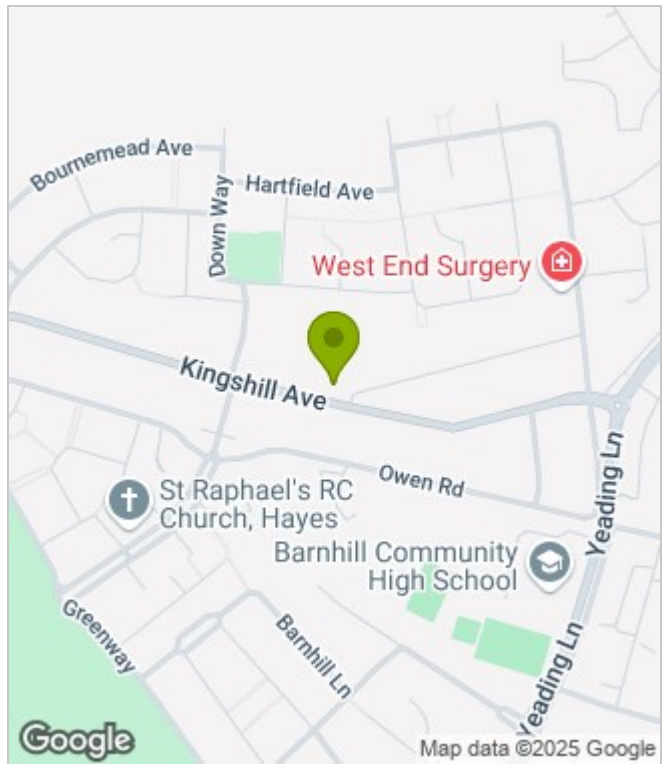 Bournemead Ave
Hartfield Ave
Down Way
West End Surgery
Kingshill Ave
Owen Rd
St Raphael's RC
Church, Hayes
Yeading Ln
Barnhill Community
High School
Greenway
Barnhill Ln
Yeading Ln
Google
Map data ©2025 Google